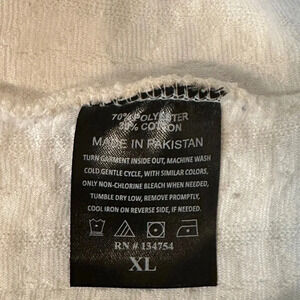 70% POLYESTER
30% COTTON
MADE IN PAKISTAN
TURN GARMENT INSIDE OUT, MACHINE WASH
COLD GENTLE CYCLE, WITH SIMILAR COLORS,
ONLY NON-CHLORINE BLEACH WHEN NEEDED,
TUMBLE DRY LOW, REMOVE PROMPTLY,
COOL IRON ON REVERSE SIDE, IF NEEDED.
RN # 134754
XL